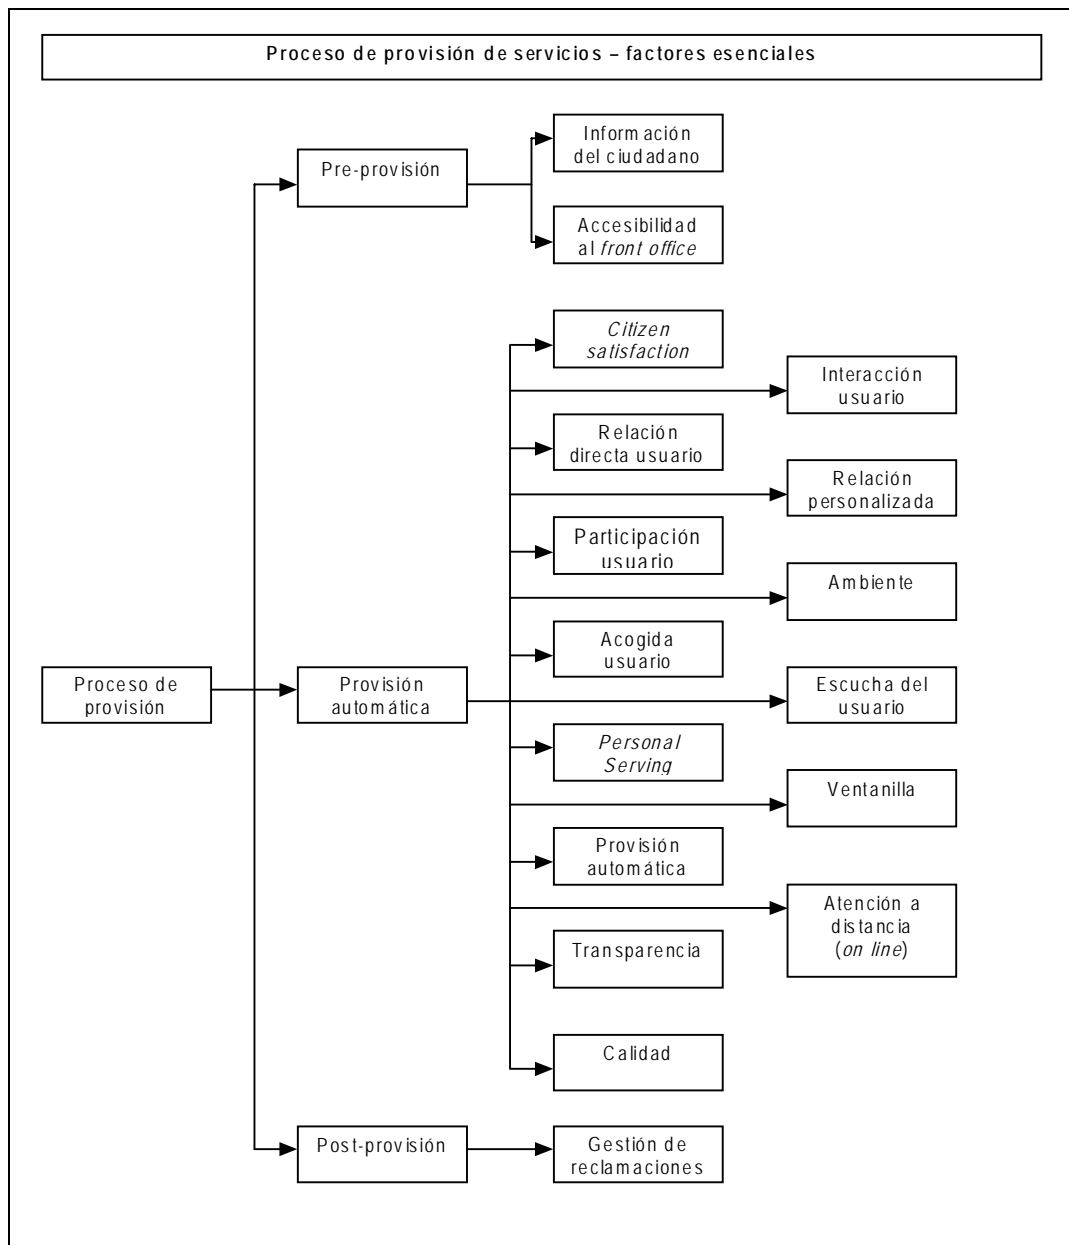 Proceso de provisión de servicios – factores esenciales
Información
del ciudadano
Pre-provisión
Accesibilidad
al front office
Citizen
satisfaction
Interacción
usuario
Relación
directa usuario
Relación
personalizada
Participación
usuario
Ambiente
Acogida
usuario
Proceso de
provisión
Provisión
automática
Escucha del
usuario
Personal
Serving
Ventanilla
Provisión
automática
Atención a
distancia
(on line)
Transparencia
Calidad
Post-provisión
Gestión de
reclamaciones